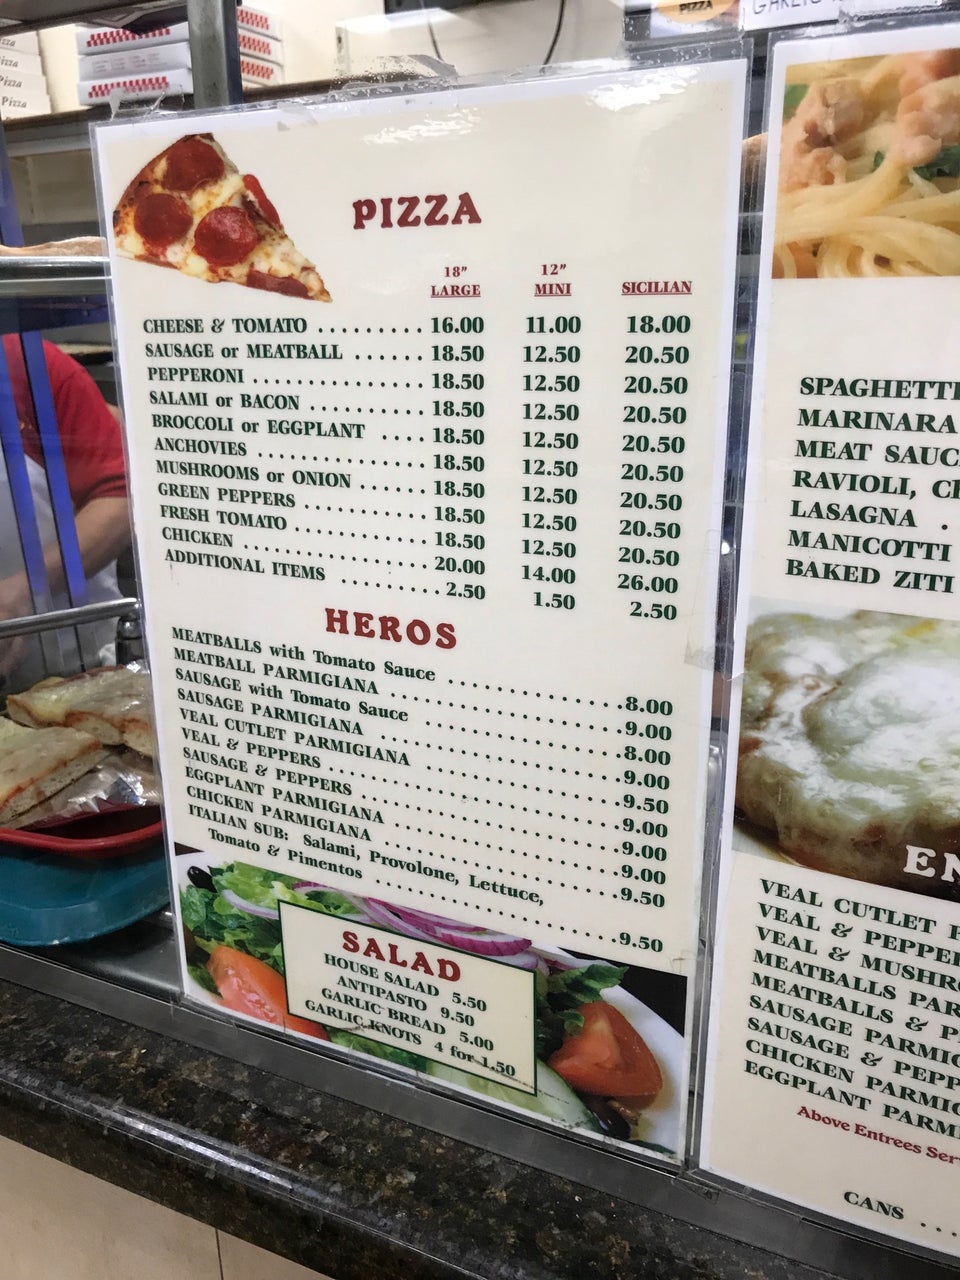 Pizza
Pizza
Pizza
PIZZA
PIZZA
18" 12"
LARGE MINI SICILIAN
CHEESE & TOMATO ........ 16.00 11.00 18.00
SAUSAGE or MEATBALL ...... 18.50 12.50 20.50
PEPPERONI ............... 18.50 12.50 20.50
SALAMI or BACON .......... 18.50 12.50 20.50
BROCCOLI or EGGPLANT .... 18.50 12.50 20.50
ANCHOVIES ............... 18.50 12.50 20.50
MUSHROOMS or ONION ...... 18.50 12.50 20.50
GREEN PEPPERS ........... 18.50 12.50 20.50
FRESH TOMATO ............ 18.50 12.50 20.50
CHICKEN ................. 20.00 14.00 26.00
ADDITIONAL ITEMS ......... 2.50 1.50 2.50
HEROS
MEATBALLS with Tomato Sauce .............. 8.00
MEATBALL PARMIGIANA .................. 9.00
SAUSAGE with Tomato Sauce ............... 8.00
SAUSAGE PARMIGIANA ................... 9.00
VEAL CUTLET PARMIGIANA ............... 9.50
VEAL & PEPPERS ....................... 9.00
SAUSAGE & PEPPERS .................... 9.00
EGGPLANT PARMIGIANA .................. 9.00
CHICKEN PARMIGIANA ................... 9.50
ITALIAN SUB: Salami, Provolone, Lettuce,
Tomato & Pimentos .................... 9.50
SALAD
HOUSE SALAD 5.50
ANTIPASTO 9.50
GARLIC BREAD 5.00
GARLIC KNOTS 4 for 1.50
SPAGHETTI
MARINARA
MEAT SAUC
RAVIOLI, CH
LASAGNA .
MANICOTTI
BAKED ZITI
EN
VEAL CUTLET P
VEAL & PEPPE
VEAL & MUSHR
MEATBALLS PAR
MEATBALLS & P
SAUSAGE PARMIG
SAUSAGE & PEPP
CHICKEN PARMIG
EGGPLANT PARM
Above Entrees Ser
CANS ...